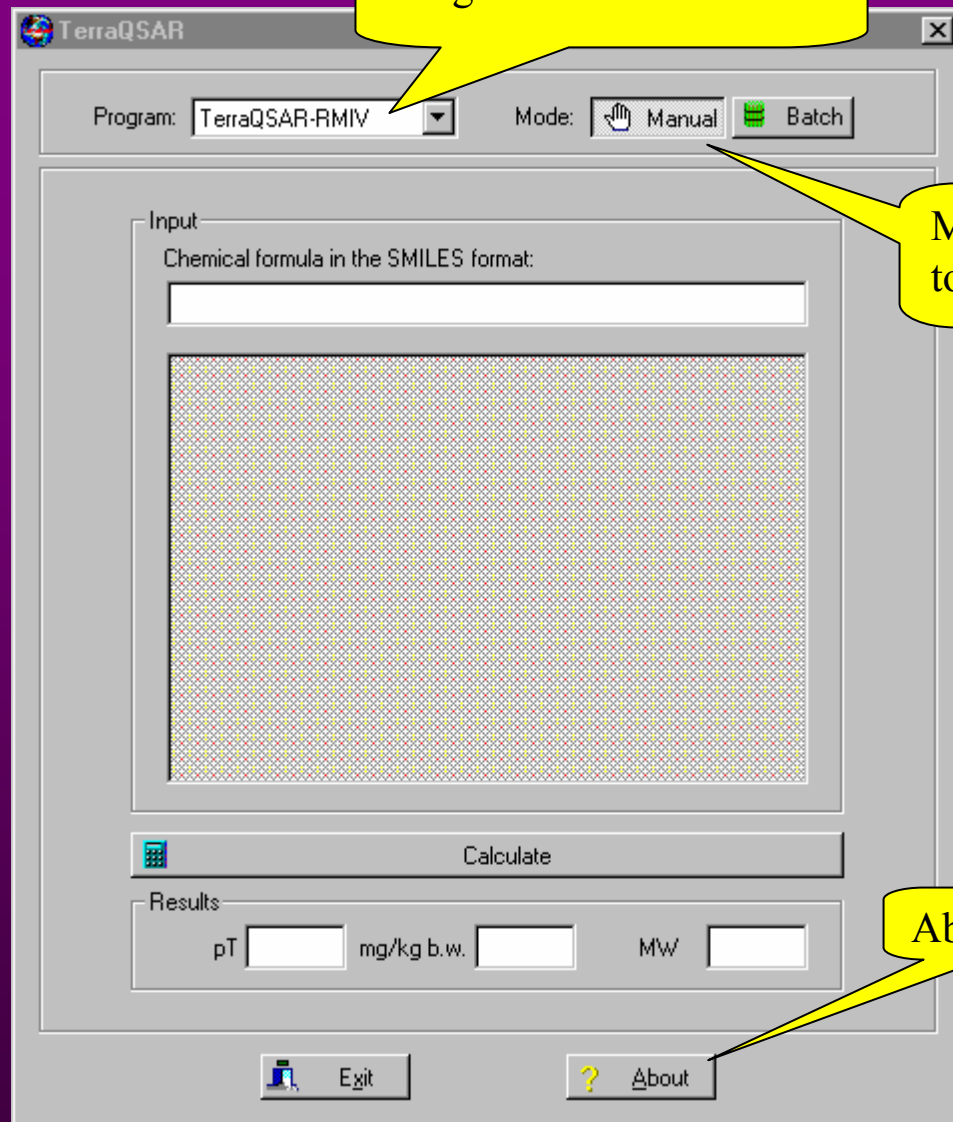 TerraQSAR
Program: TerraQSAR-RMIV Mode: Manual Batch
Input
Chemical formula in the SMILES format:
Calculate
Results
pT mg/kg b.w. MW
Exit ? About